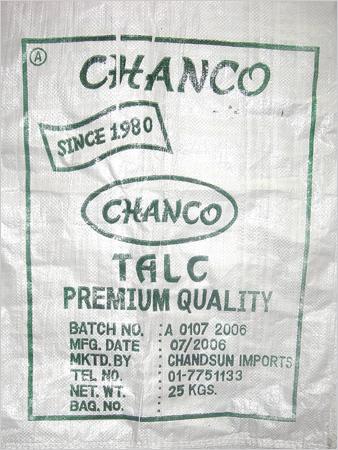 A
CHANCO
SINCE 1980
CHANCO
TALC
PREMIUM QUALITY
BATCH NO. : A 0107 2006
MFG. DATE : 07/2006
MKTD.BY : CHANDSUN IMPORTS
TEL NO. : 01-7751133
NET. WT. : 25 KGS.
BAG. NO. :